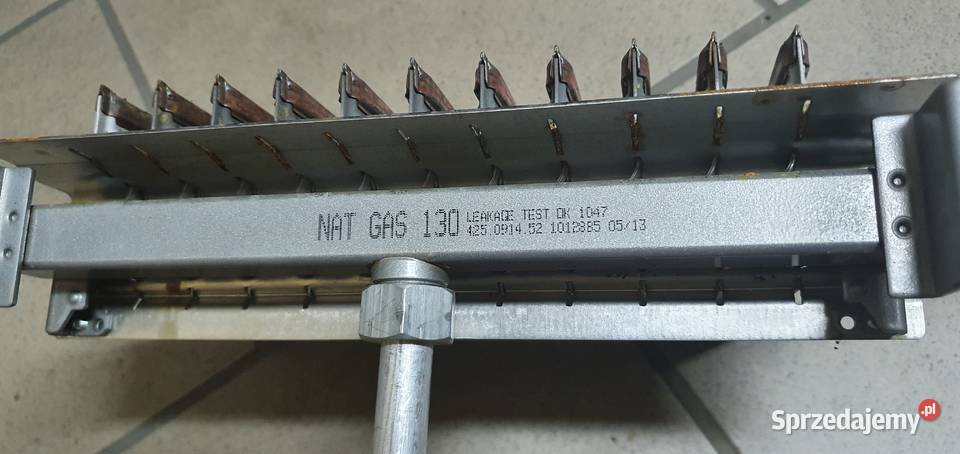 NAT GAS 130
LEAKAGE TEST OK 1047
425.0914.52 1012885 05/13
Sprzedajemy.pl